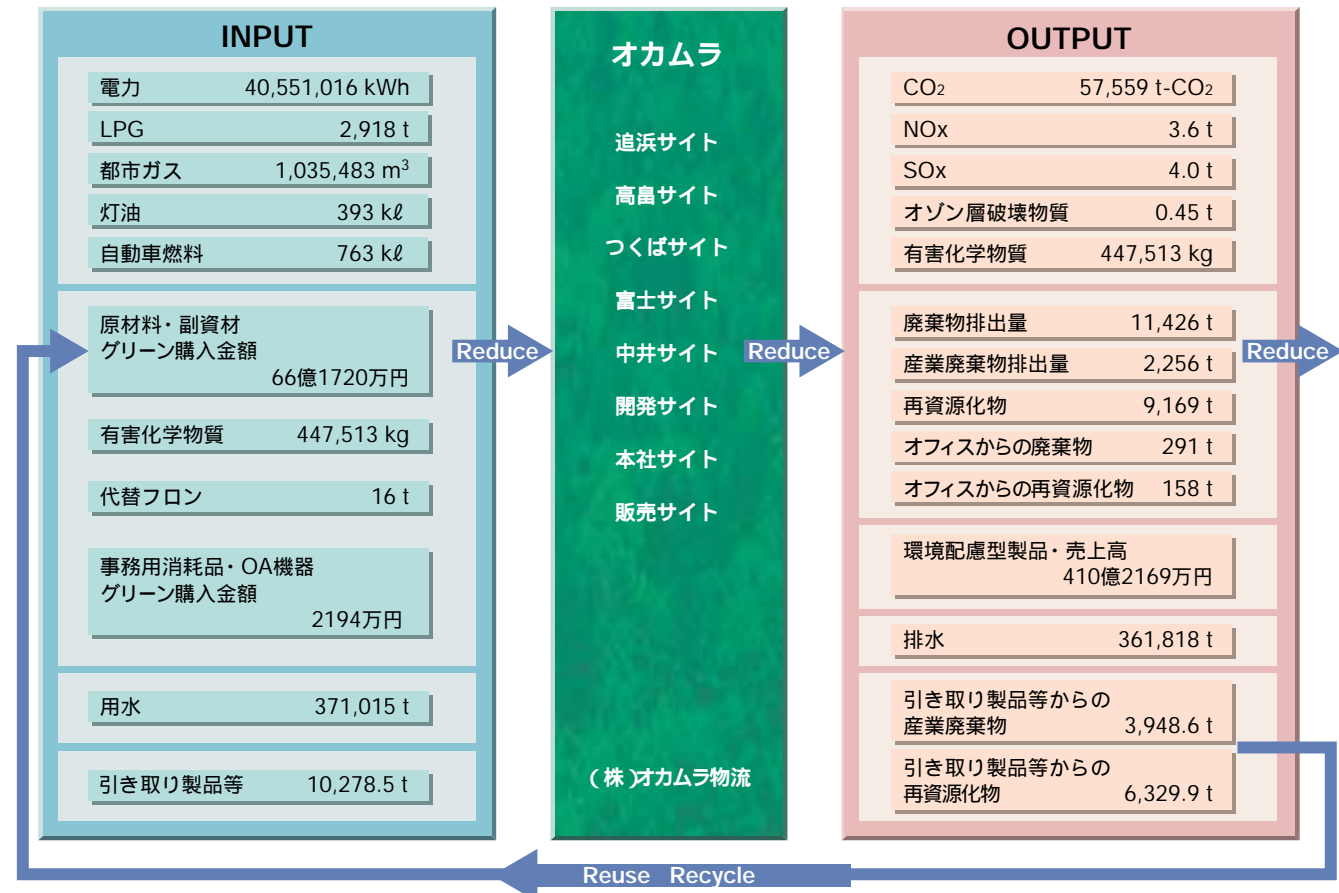 INPUT
電力 40,551,016 kWh
LPG 2,918 t
都市ガス 1,035,483 m³
灯油 393 kℓ
自動車燃料 763 kℓ
原材料・副資材
グリーン購入金額
66億1720万円
有害化学物質 447,513 kg
代替フロン 16 t
事務用消耗品・OA機器
グリーン購入金額
2194万円
用水 371,015 t
引き取り製品等 10,278.5 t
Reduce
オカムラ
追浜サイト
高畠サイト
つくばサイト
富士サイト
中井サイト
開発サイト
本社サイト
販売サイト
(株)オカムラ物流
Reduce
OUTPUT
CO₂ 57,559 t-CO₂
NOx 3.6 t
SOx 4.0 t
オゾン層破壊物質 0.45 t
有害化学物質 447,513 kg
廃棄物排出量 11,426 t
産業廃棄物排出量 2,256 t
再資源化物 9,169 t
オフィスからの廃棄物 291 t
オフィスからの再資源化物 158 t
環境配慮型製品・売上高
410億2169万円
排水 361,818 t
引き取り製品等からの
産業廃棄物 3,948.6 t
引き取り製品等からの
再資源化物 6,329.9 t
Reduce
Reuse Recycle